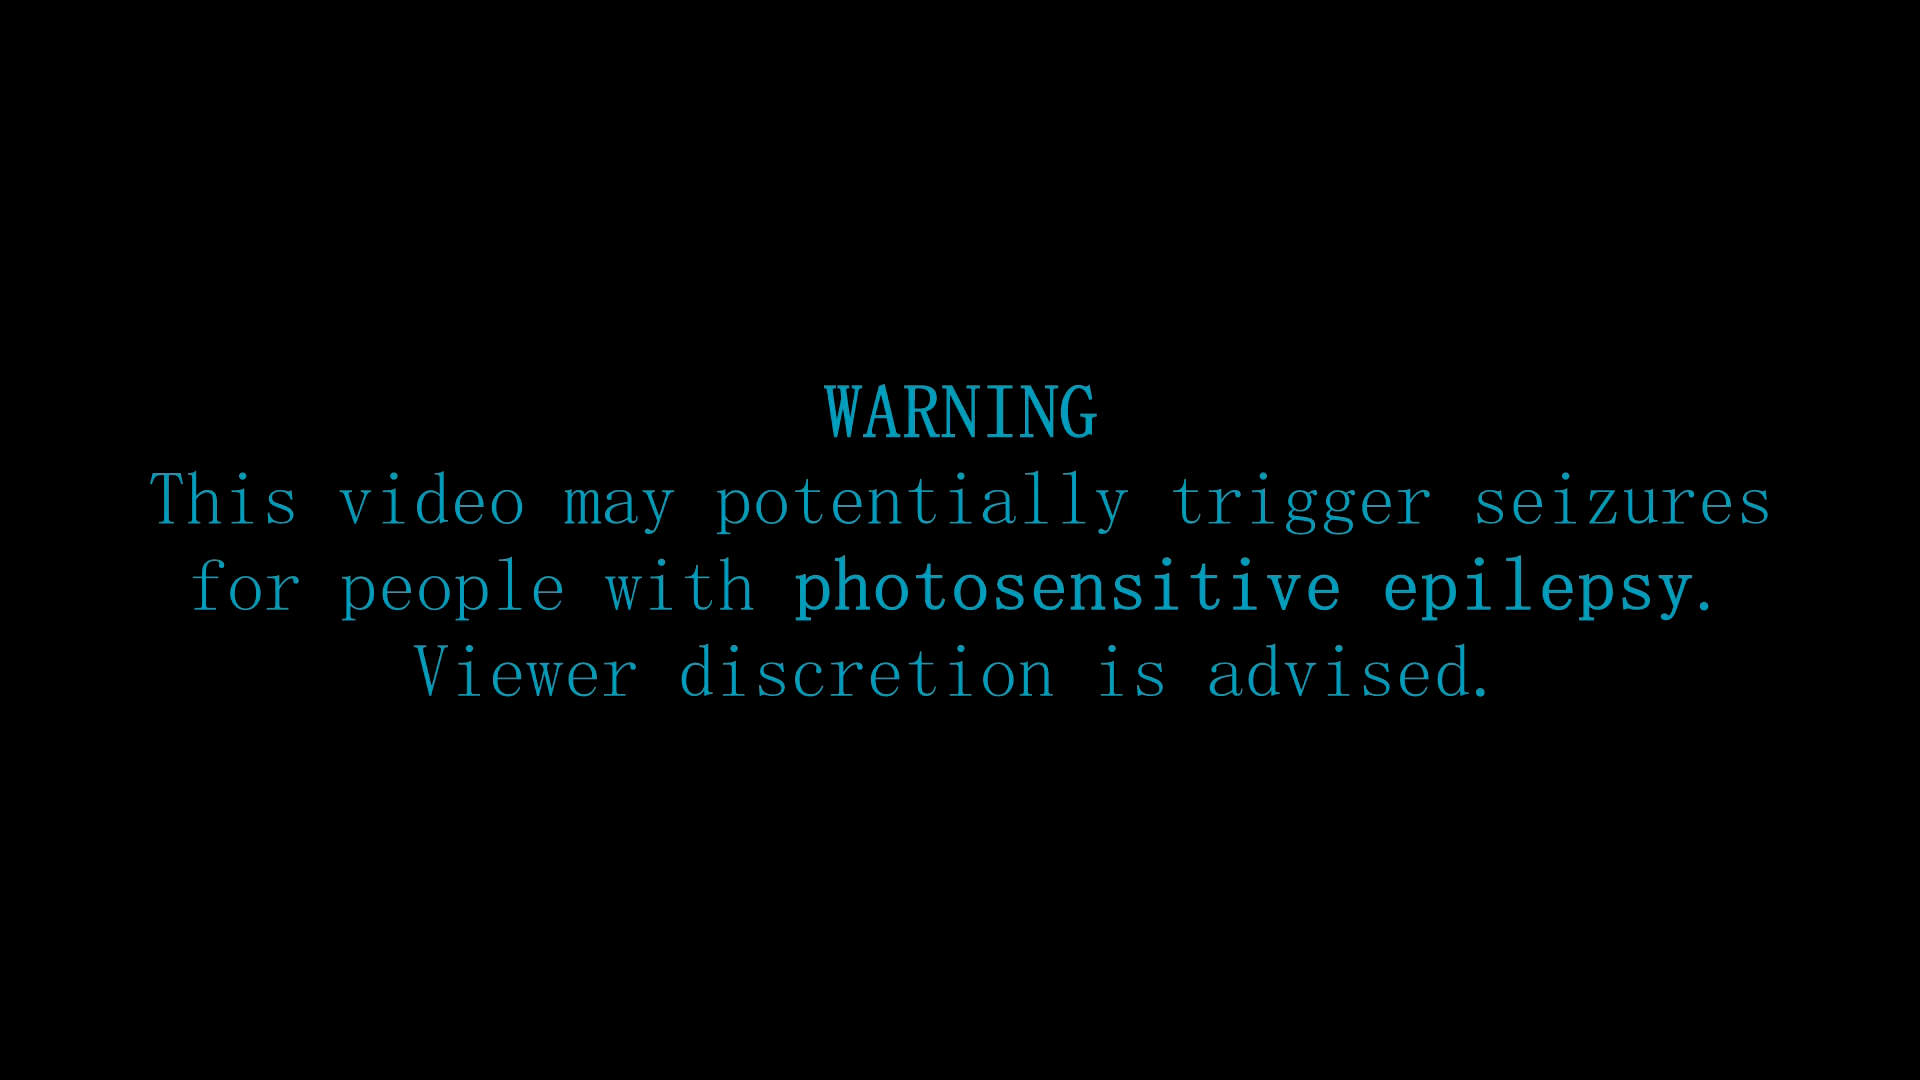 WARNING
This video may potentially trigger seizures
for people with photosensitive epilepsy.
Viewer discretion is advised.